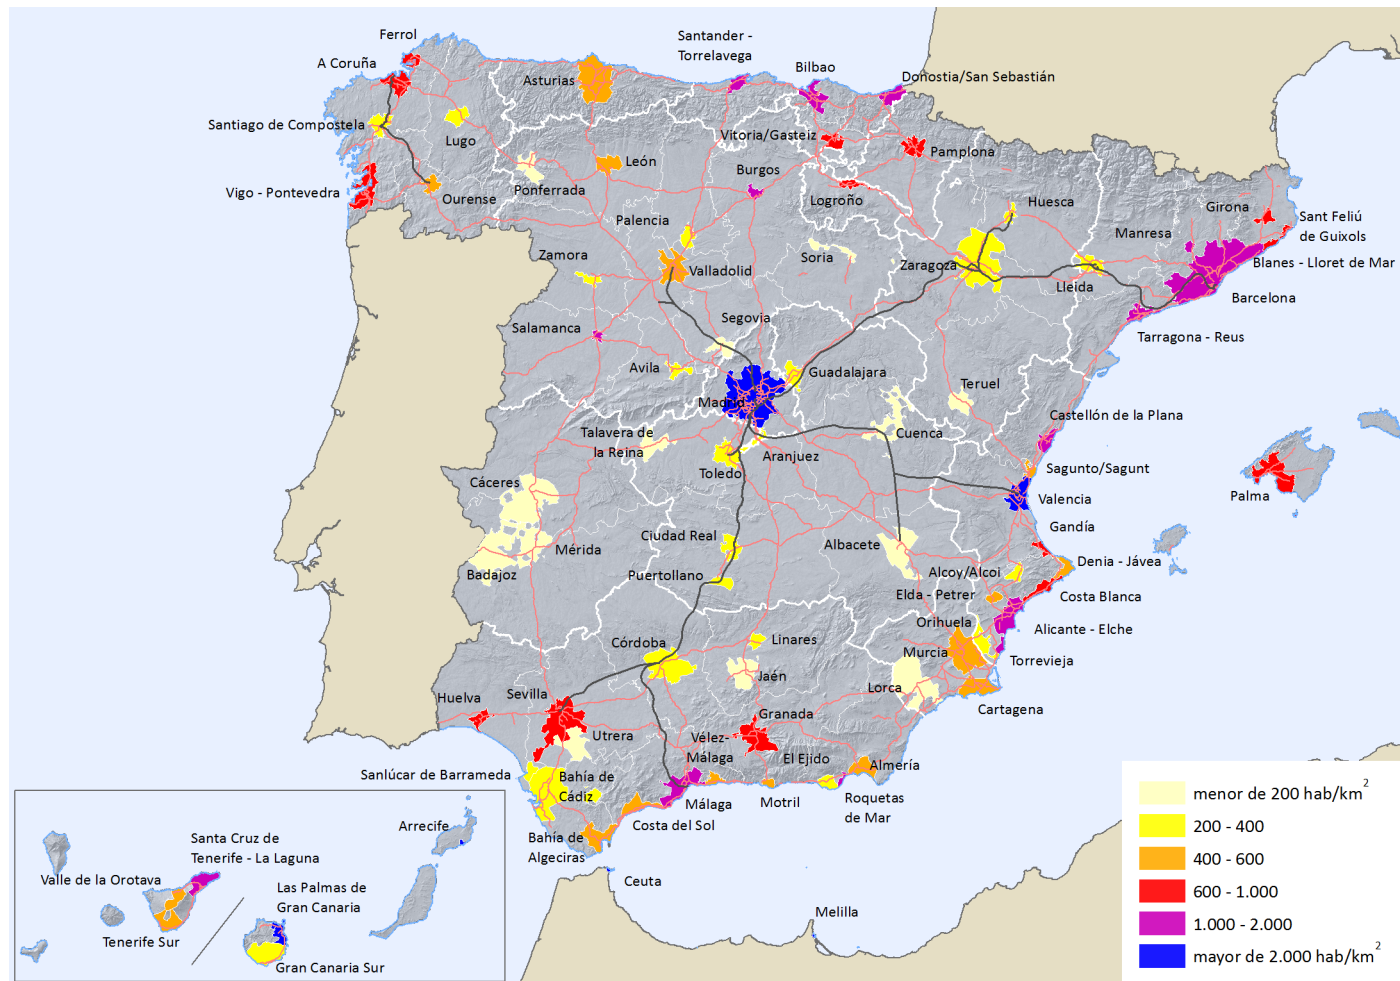 Ferrol
Santander -
Torrelavega
A Coruña
Bilbao
Asturias
Donostia/San Sebastián
Santiago de Compostela
Lugo
Vitoria/Gasteiz
Pamplona
León
Burgos
Vigo - Pontevedra
Ponferrada
Ourense
Logroño
Huesca
Girona
Sant Feliú
de Guixols
Palencia
Manresa
Zamora
Soria
Valladolid
Zaragoza
Blanes - Lloret de Mar
Lleida
Barcelona
Segovia
Salamanca
Tarragona - Reus
Avila
Guadalajara
Teruel
Madrid
Castellón de la Plana
Talavera de
la Reina
Cuenca
Aranjuez
Toledo
Sagunto/Sagunt
Cáceres
Valencia
Palma
Gandía
Ciudad Real
Albacete
Mérida
Denia - Jávea
Badajoz
Puertollano
Alcoy/Alcoi
Elda - Petrer
Costa Blanca
Orihuela
Alicante - Elche
Córdoba
Linares
Murcia
Torrevieja
Jaén
Lorca
Huelva
Sevilla
Cartagena
Granada
Utrera
Vélez-
Málaga
El Ejido
Almería
Sanlúcar de Barrameda
Bahía de
Cádiz
Málaga
Motril
Roquetas
de Mar
Costa del Sol
Bahía de
Algeciras
Ceuta
Melilla
Arrecife
Santa Cruz de
Tenerife - La Laguna
Valle de la Orotava
Las Palmas de
Gran Canaria
Tenerife Sur
Gran Canaria Sur
menor de 200 hab/km²
200 - 400
400 - 600
600 - 1.000
1.000 - 2.000
mayor de 2.000 hab/km²